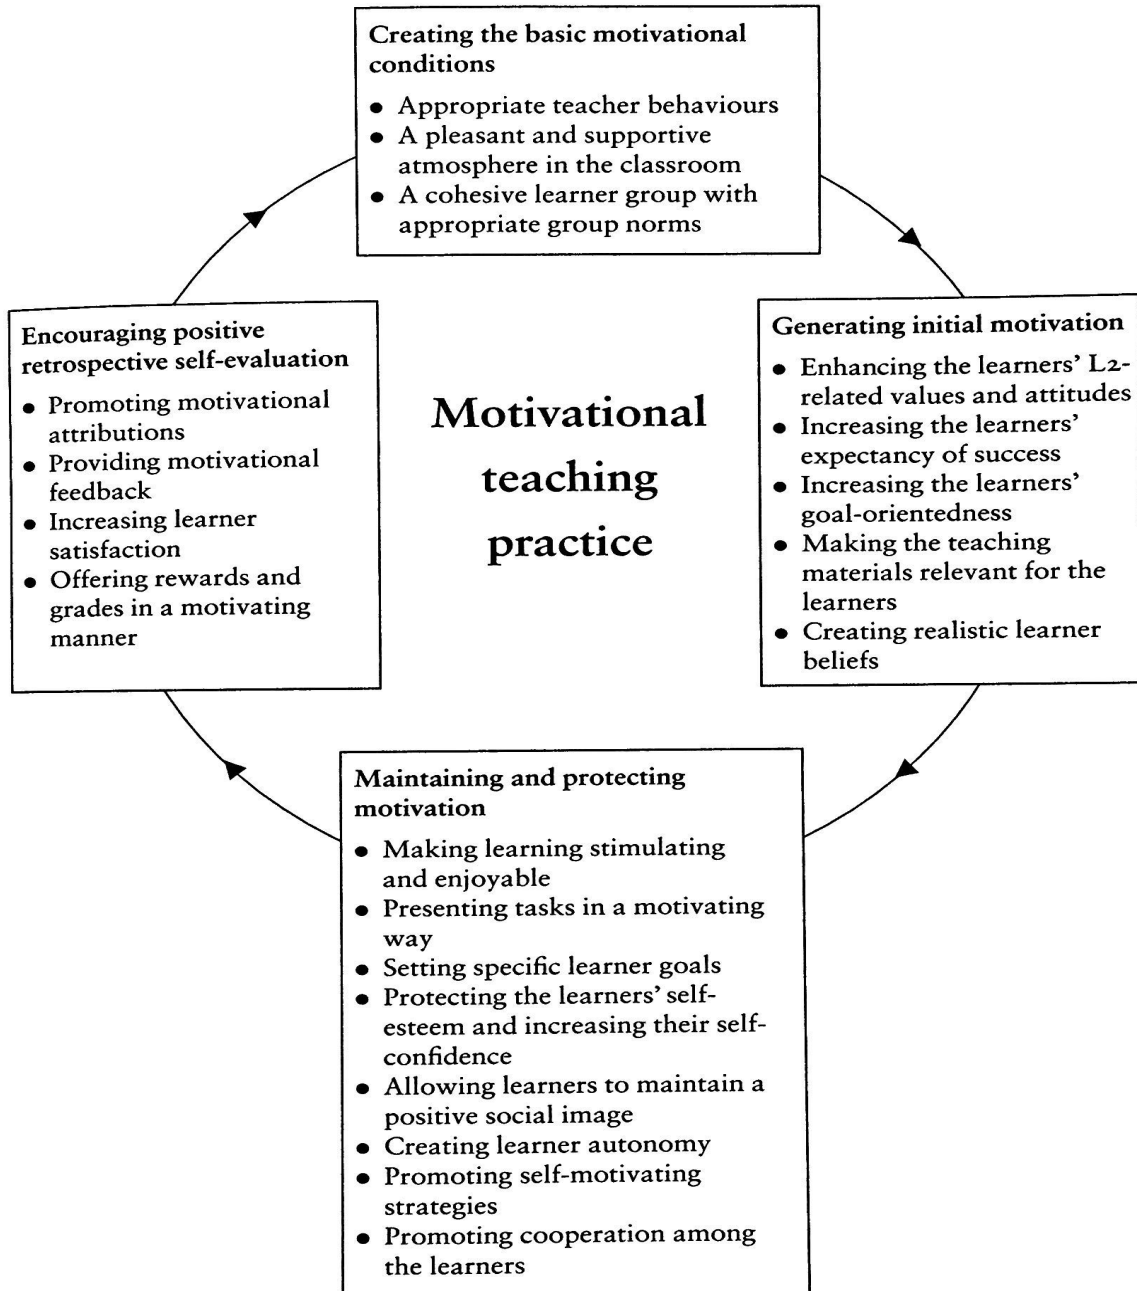 Creating the basic motivational
conditions
● Appropriate teacher behaviours
● A pleasant and supportive
atmosphere in the classroom
● A cohesive learner group with
appropriate group norms
Generating initial motivation
● Enhancing the learners' L2-
related values and attitudes
● Increasing the learners'
expectancy of success
● Increasing the learners'
goal-orientedness
● Making the teaching
materials relevant for the
learners
● Creating realistic learner
beliefs
Maintaining and protecting
motivation
● Making learning stimulating
and enjoyable
● Presenting tasks in a motivating
way
● Setting specific learner goals
● Protecting the learners' self-
esteem and increasing their self-
confidence
● Allowing learners to maintain a
positive social image
● Creating learner autonomy
● Promoting self-motivating
strategies
● Promoting cooperation among
the learners
Encouraging positive
retrospective self-evaluation
● Promoting motivational
attributions
● Providing motivational
feedback
● Increasing learner
satisfaction
● Offering rewards and
grades in a motivating
manner
Motivational
teaching
practice